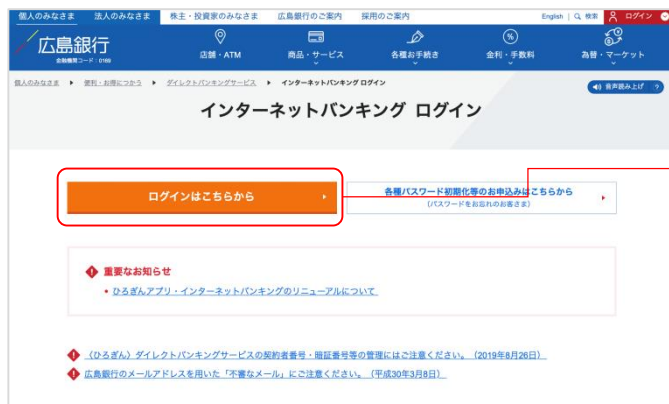 個人のみなさま 法人のみなさま 株主・投資家のみなさま 広島銀行のご案内 採用のご案内 English 検索 ログイン
広島銀行
金融機関コード：0169
店舗・ATM 商品・サービス 各種お手続き 金利・手数料 為替・マーケット
個人のみなさま 便利・お得につかう ダイレクトバンキングサービス インターネットバンキング ログイン
音声読み上げ ?
インターネットバンキング ログイン
ログインはこちらから
各種パスワード初期化等のお申込みはこちらから
（パスワードをお忘れのお客さま）
重要なお知らせ
・ひろぎんアプリ・インターネットバンキングのリニューアルについて
〈ひろぎん〉ダイレクトバンキングサービスの契約者番号・暗証番号等の管理にはご注意ください。（2019年8月26日）
広島銀行のメールアドレスを用いた「不審なメール」にご注意ください。（平成30年3月8日）